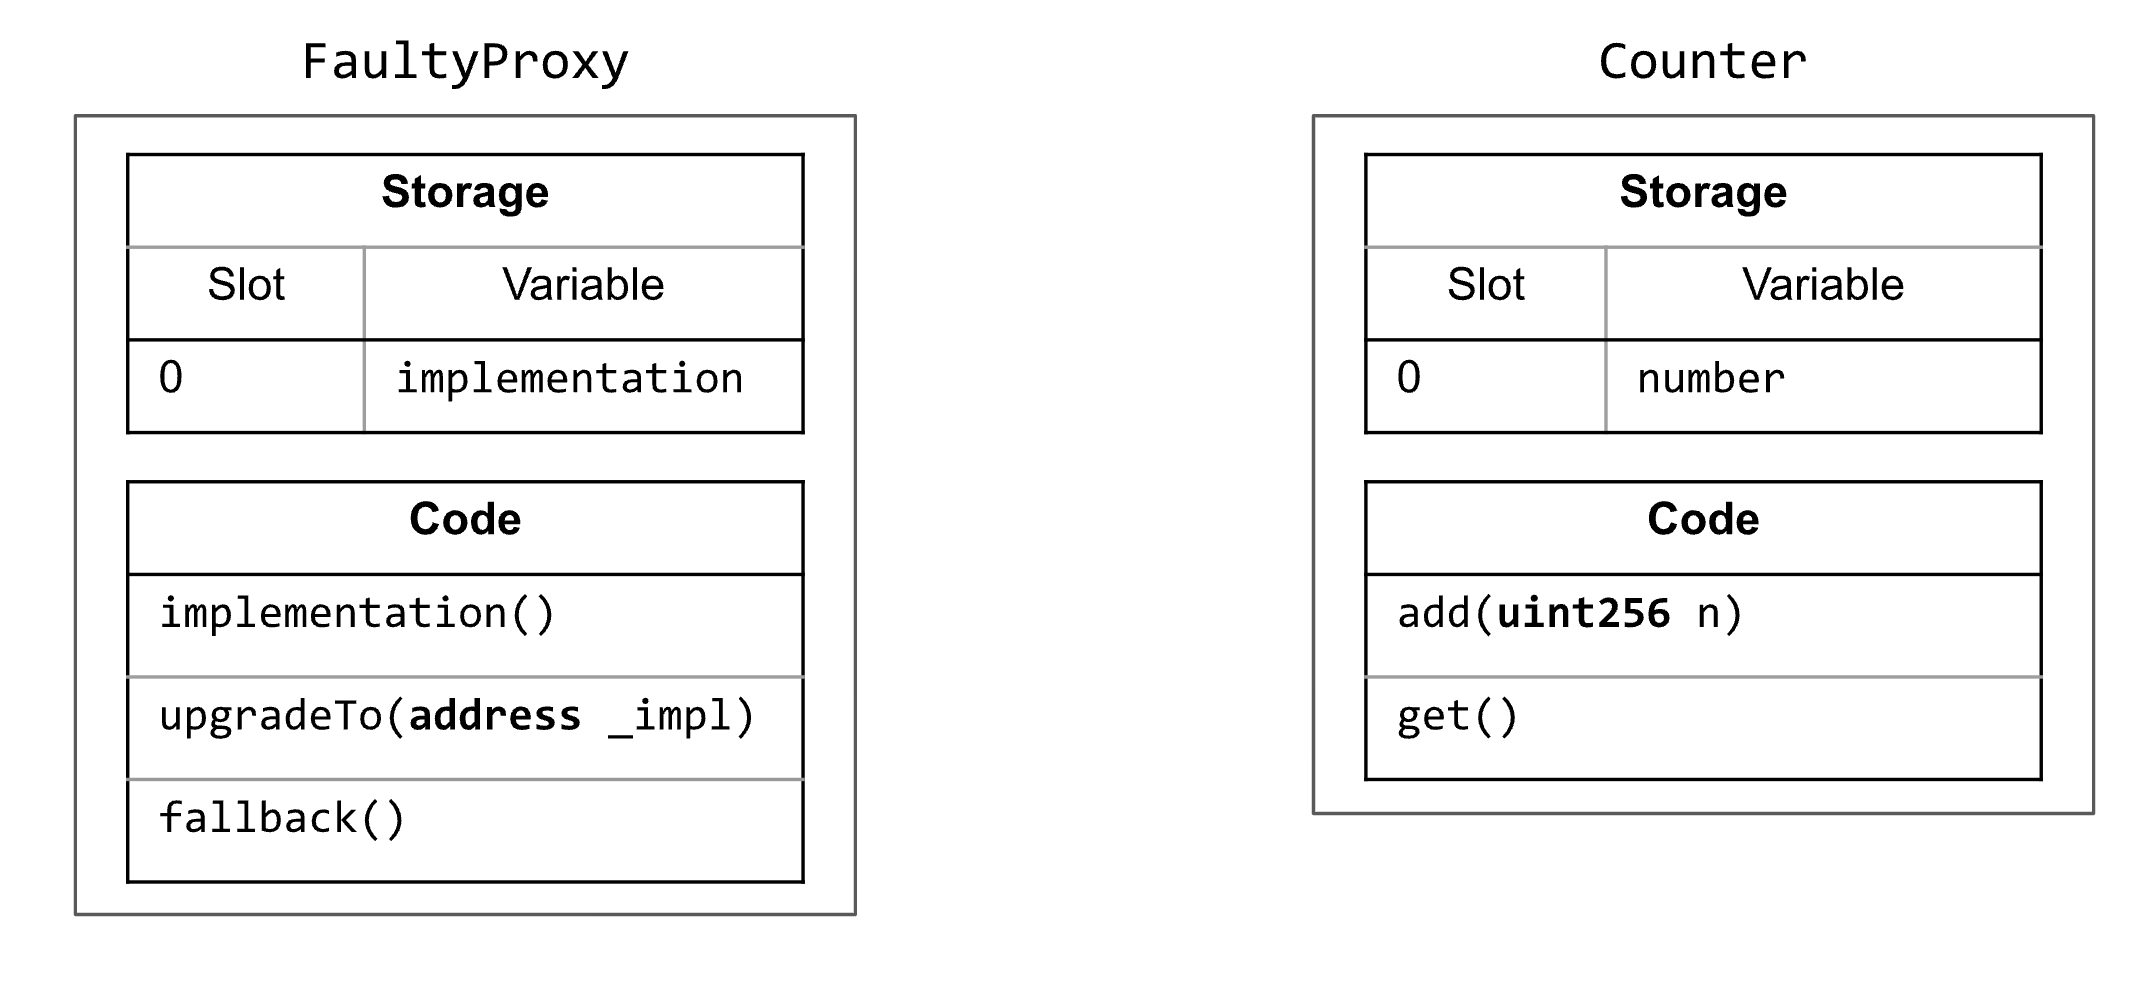 FaultyProxy
Storage
Slot Variable
0 implementation
Code
implementation()
upgradeTo(address _impl)
fallback()
Counter
Storage
Slot Variable
0 number
Code
add(uint256 n)
get()